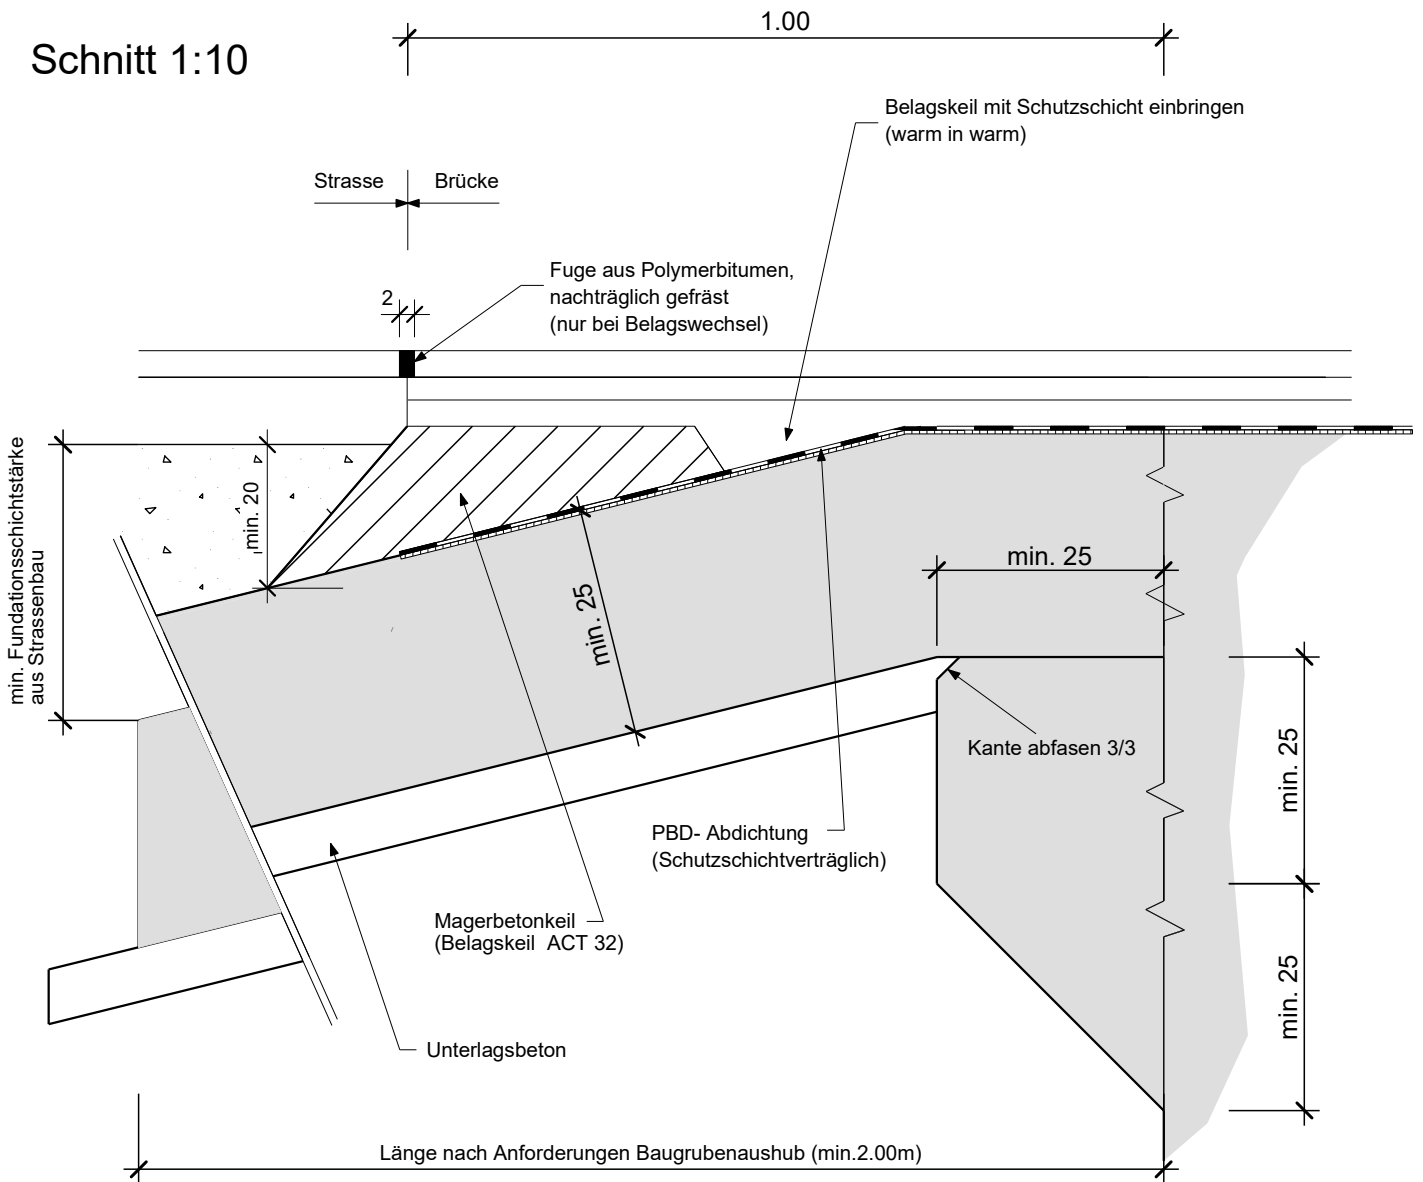 1.00
Schnitt 1:10
Belagskeil mit Schutzschicht einbringen
(warm in warm)
Strasse
Brücke
Fuge aus Polymerbitumen,
nachträglich gefräst
(nur bei Belagswechsel)
2
min. Fundationsschichtstärke
aus Strassenbau
min. 20
min. 25
min. 25
Kante abfasen 3/3
min. 25
PBD- Abdichtung
(Schutzschichtverträglich)
Magerbetonkeil
(Belagskeil ACT 32)
min. 25
Unterlagsbeton
Länge nach Anforderungen Baugrubenaushub (min.2.00m)